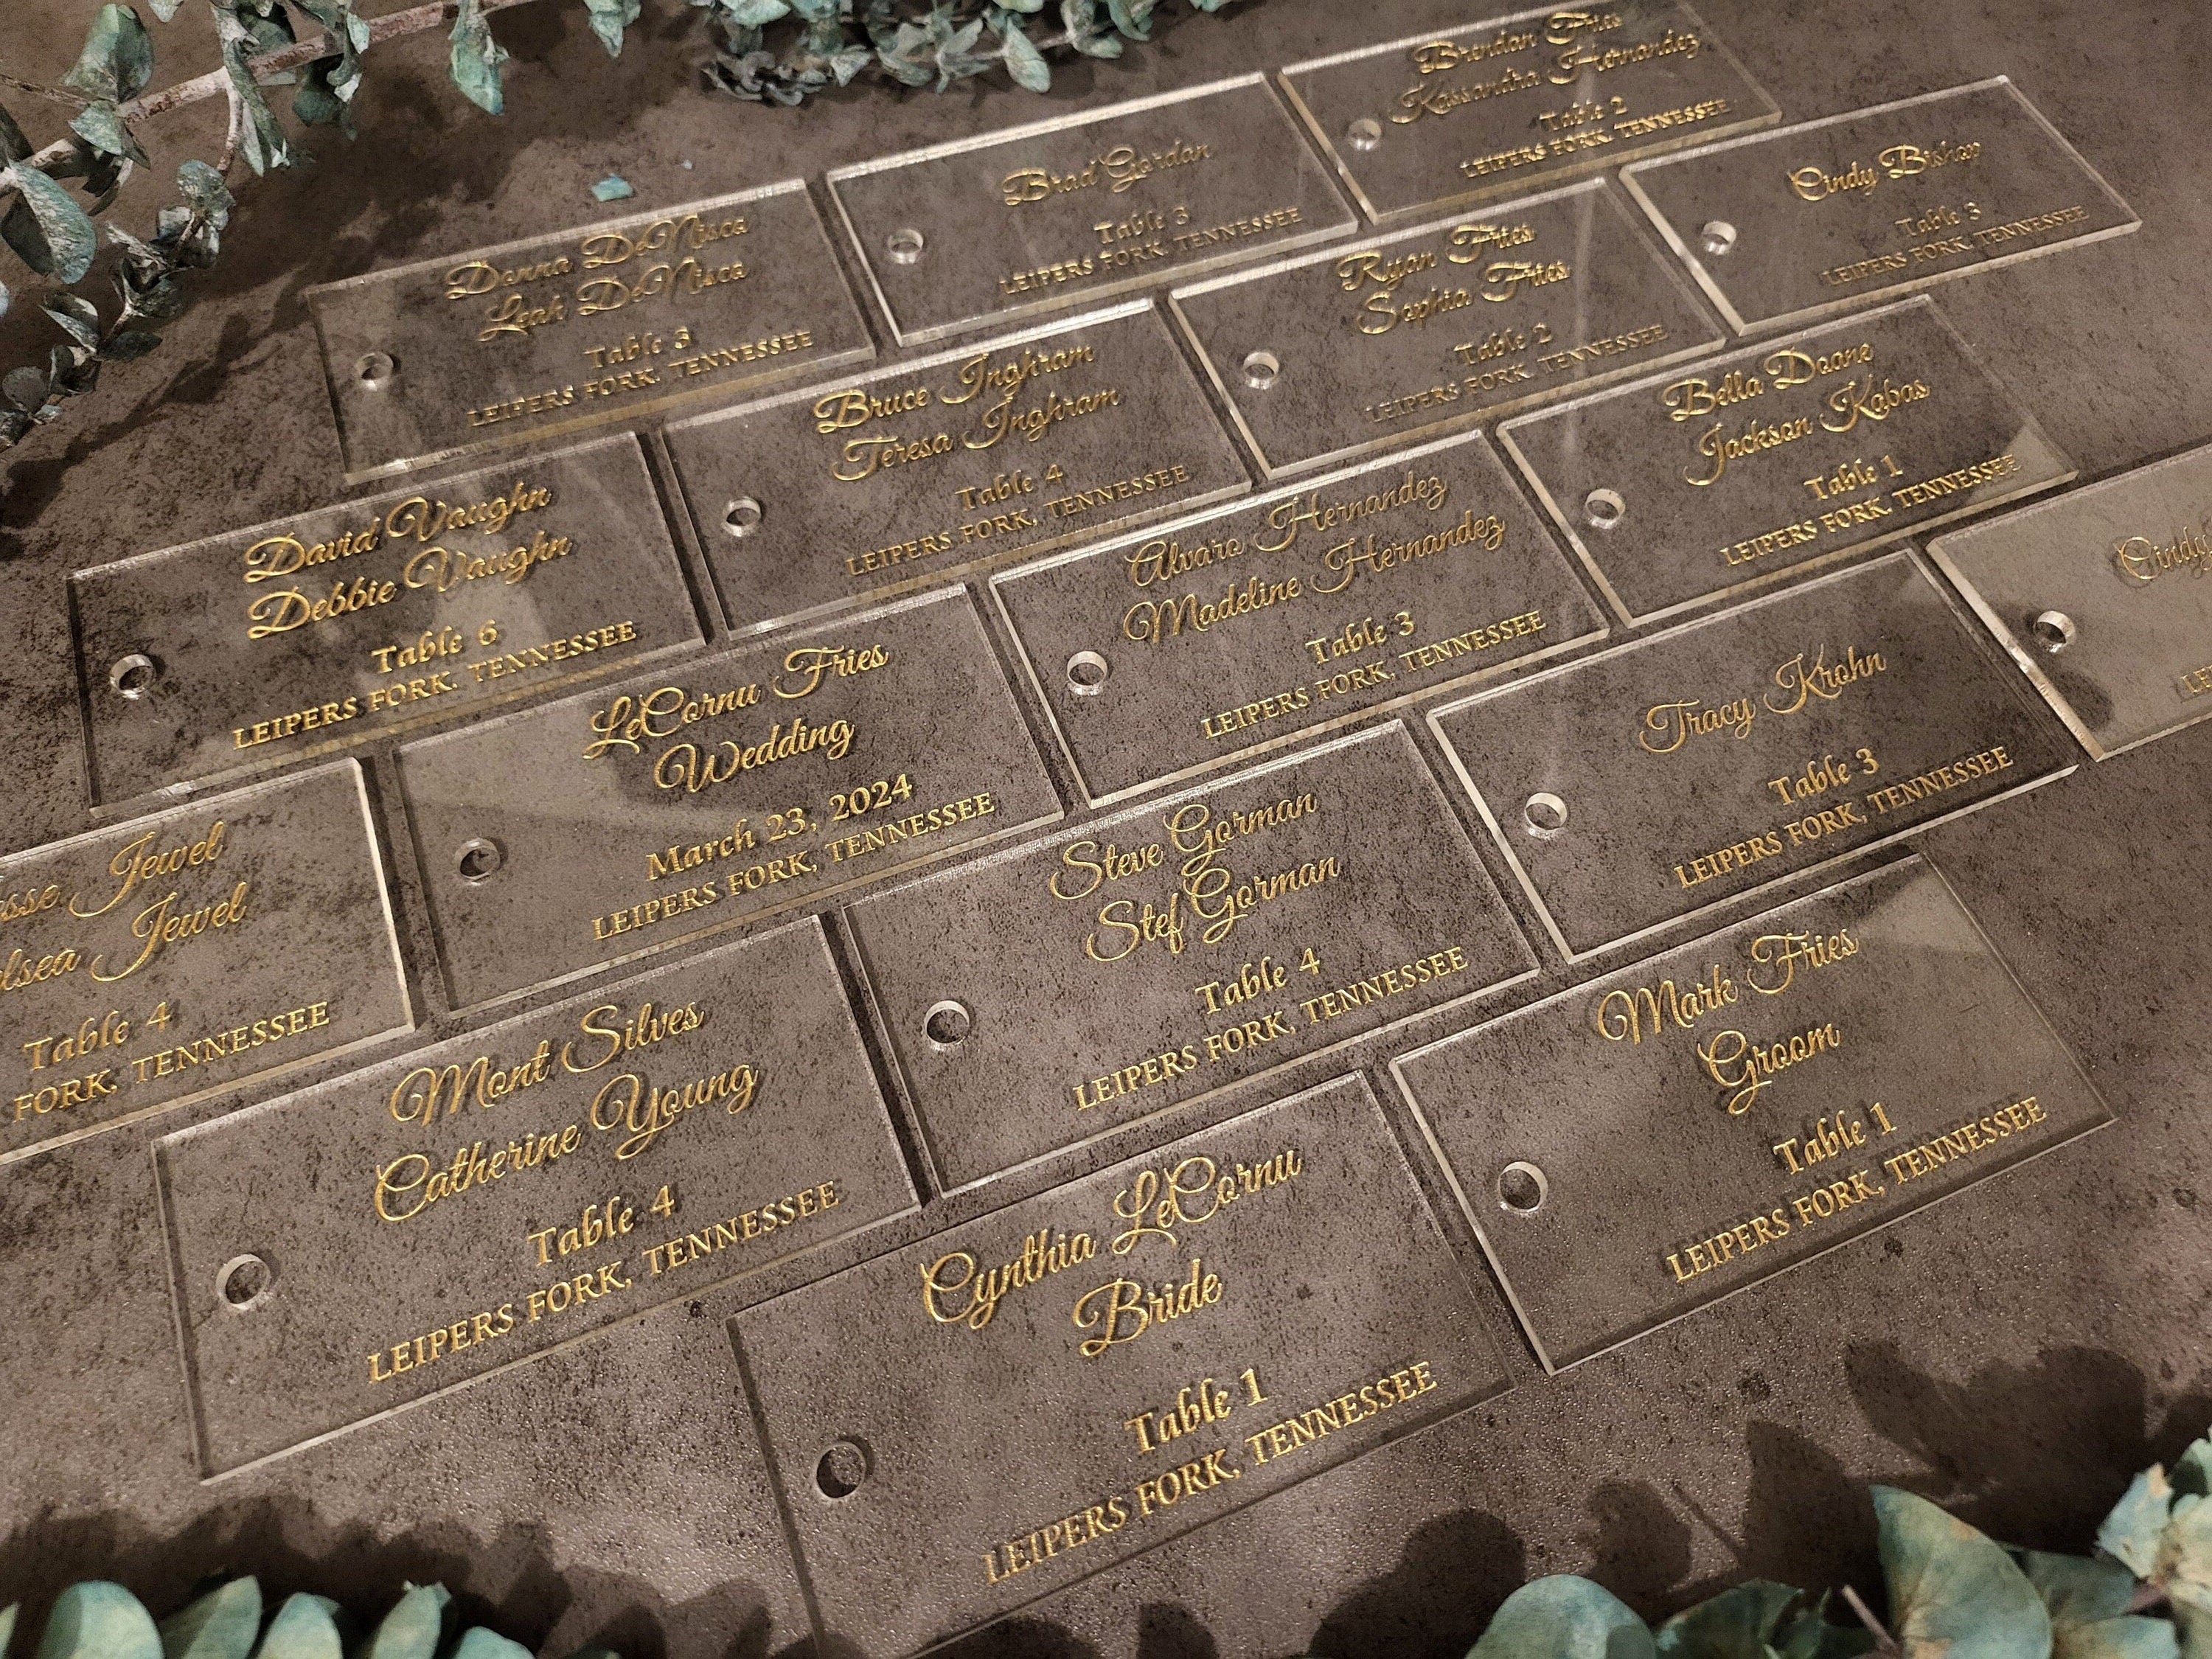 Brendan Fries
Kassandra Hernandez
Table 2
LEIPERS FORK, TENNESSEE
Brad Gordan
Table 3
LEIPERS FORK, TENNESSEE
Cindy Bishop
Table 3
LEIPERS FORK, TENNESSEE
Donna DeNisco
Leah DeNisco
Table 3
LEIPERS FORK, TENNESSEE
Ryan Fries
Sophia Fries
Table 2
LEIPERS FORK, TENNESSEE
Bruce Inghram
Teresa Inghram
Table 4
LEIPERS FORK, TENNESSEE
Bella Doane
Jackson Kabas
Table 1
LEIPERS FORK, TENNESSEE
David Vaughn
Debbie Vaughn
Table 6
LEIPERS FORK, TENNESSEE
Alvaro Hernandez
Madeline Hernandez
Table 3
LEIPERS FORK, TENNESSEE
Cindy
LeCornu Fries
Wedding
March 23, 2024
LEIPERS FORK, TENNESSEE
Tracy Krohn
Table 3
LEIPERS FORK, TENNESSEE
Jewel
Jewel
Table 4
FORK, TENNESSEE
Steve Gorman
Stef Gorman
Table 4
LEIPERS FORK, TENNESSEE
Mark Fries
Groom
Table 1
LEIPERS FORK, TENNESSEE
Mont Silves
Catherine Young
Table 4
LEIPERS FORK, TENNESSEE
Cynthia LeCornu
Bride
Table 1
LEIPERS FORK, TENNESSEE